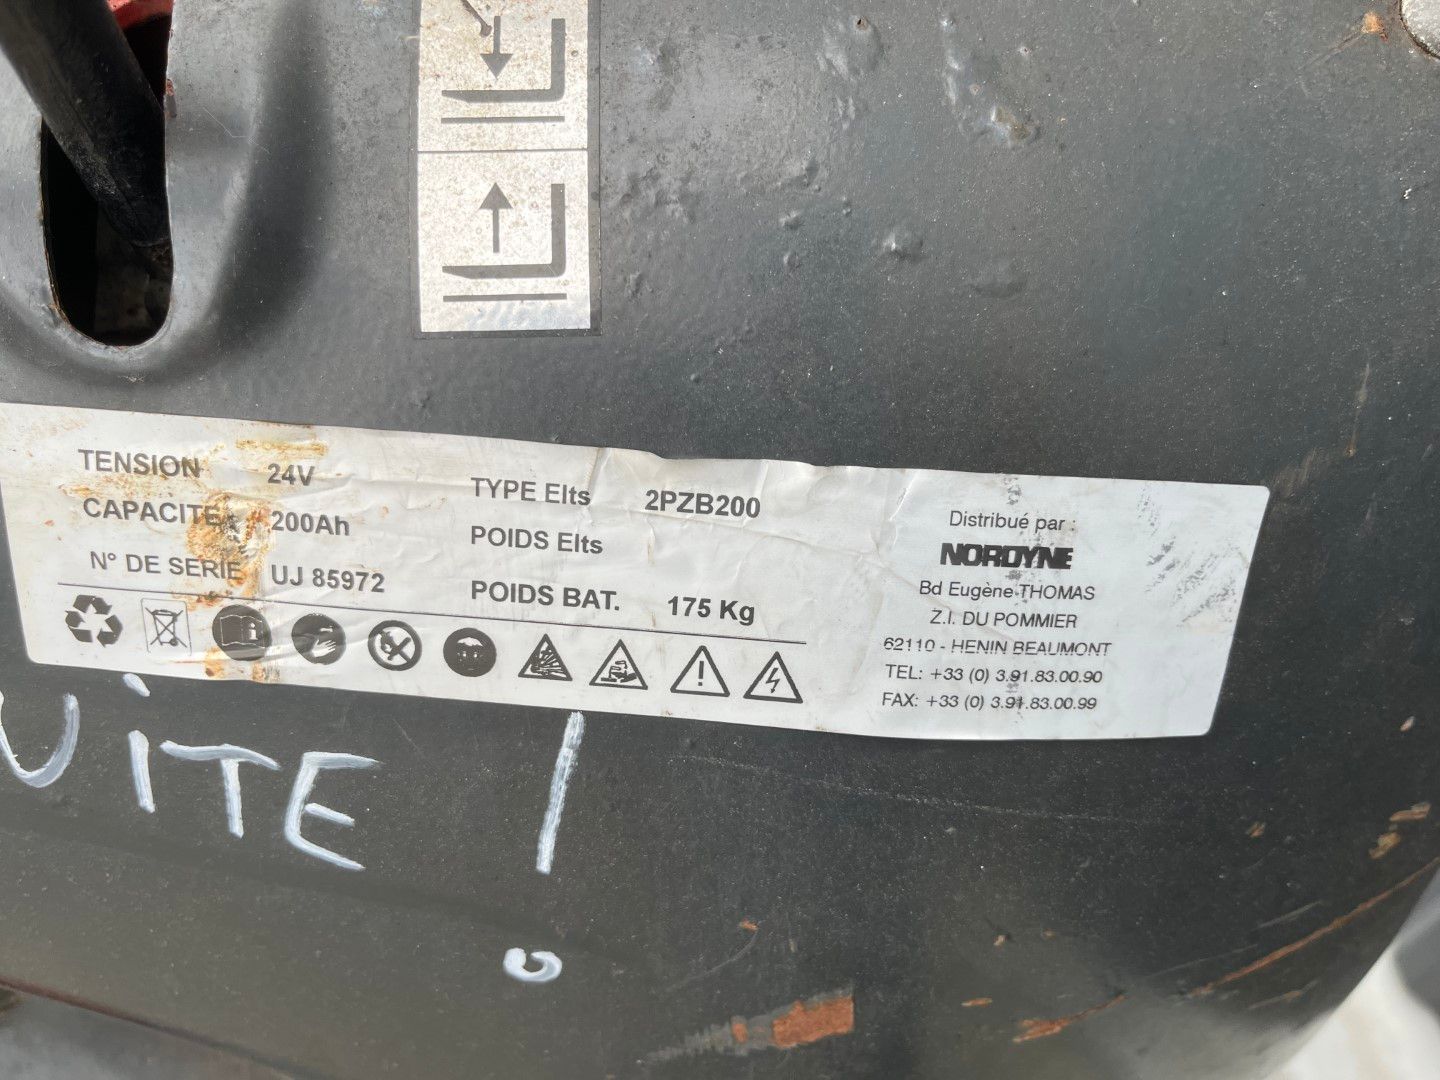 TENSION 24V
CAPACITE 200Ah
N° DE SERIE UJ 85972
TYPE Elts 2PZB200
POIDS Elts
POIDS BAT. 175 Kg
Distribué par :
NORDYNE
Bd Eugène THOMAS
Z.I. DU POMMIER
62110 - HENIN BEAUMONT
TEL: +33 (0) 3.91.83.00.90
FAX: +33 (0) 3.91.83.00.99
ViTE !